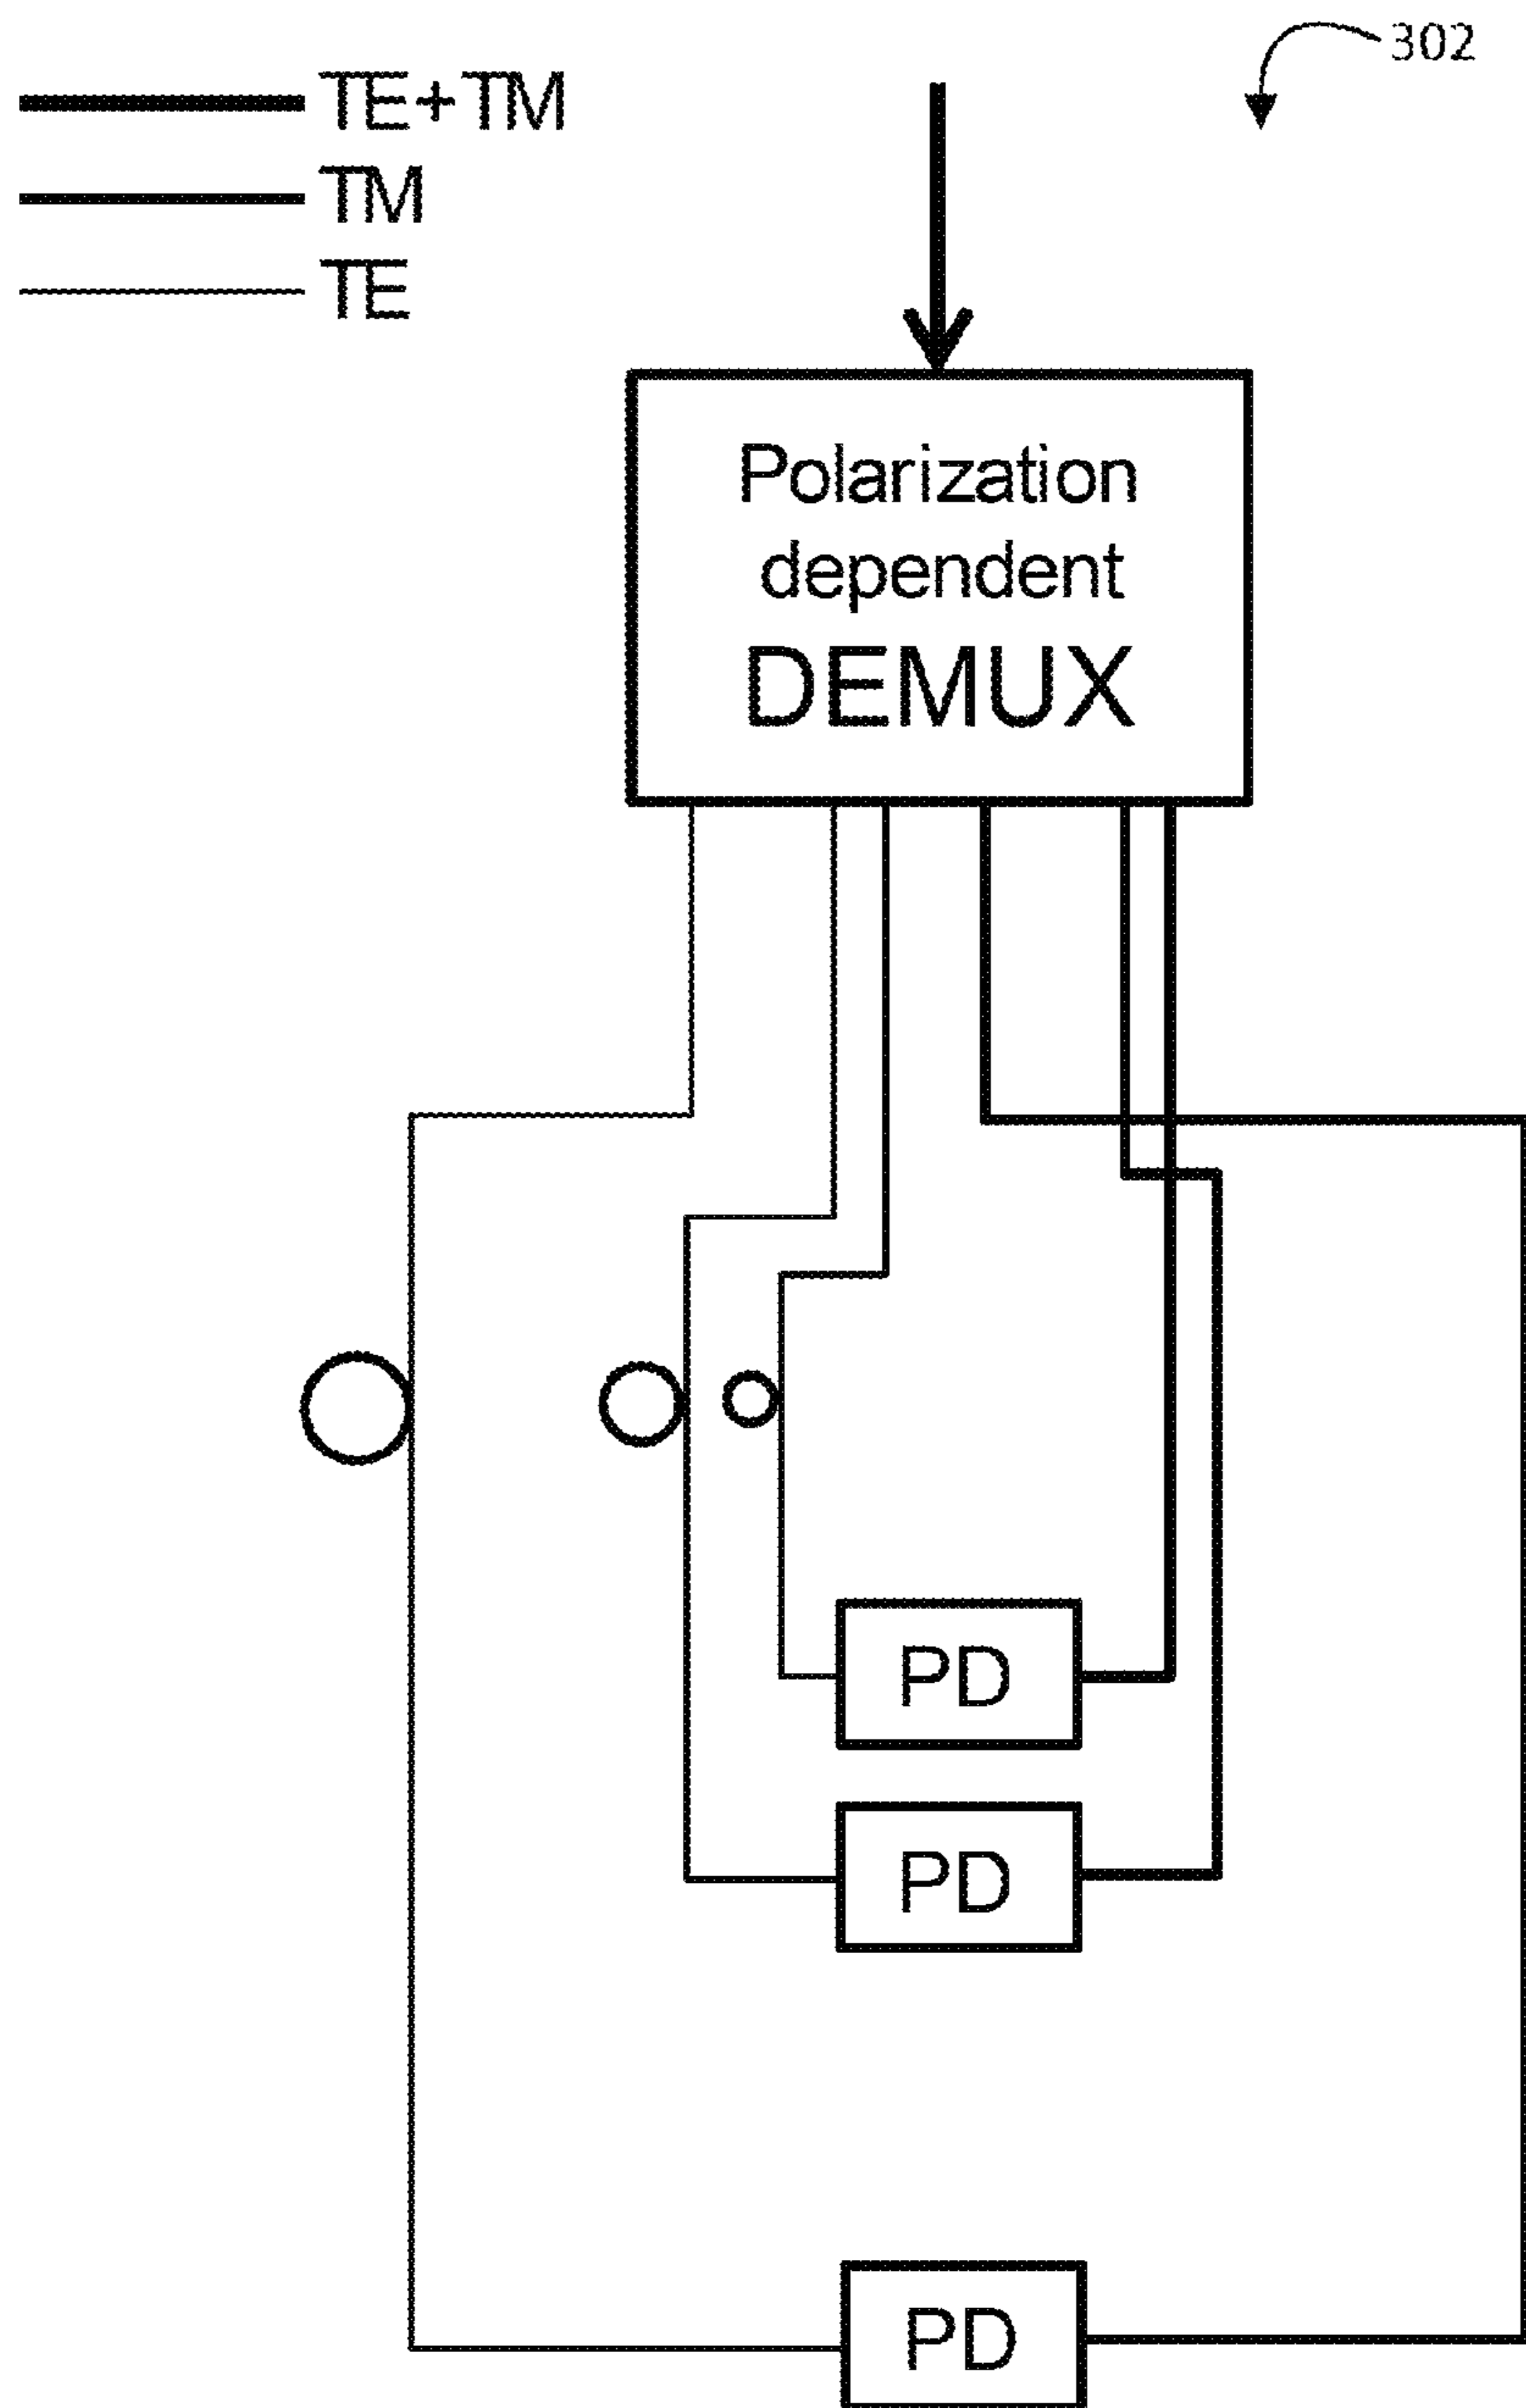 302
TE+TM
TM
TE
Polarization
dependent
DEMUX
PD
PD
PD